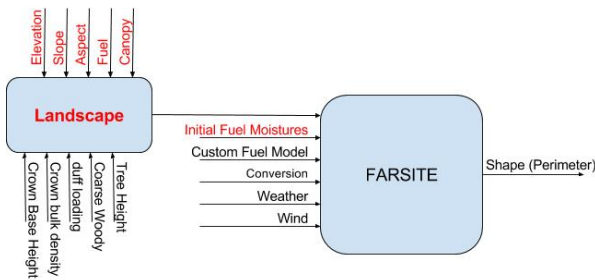 Elevation
Slope
Aspect
Fuel
Canopy
Landscape
Crown Base Height
Crown bulk density
duff loading
Coarse Woody
Tree Height
Initial Fuel Moistures
Custom Fuel Model
Conversion
Weather
Wind
FARSITE
Shape (Perimeter)